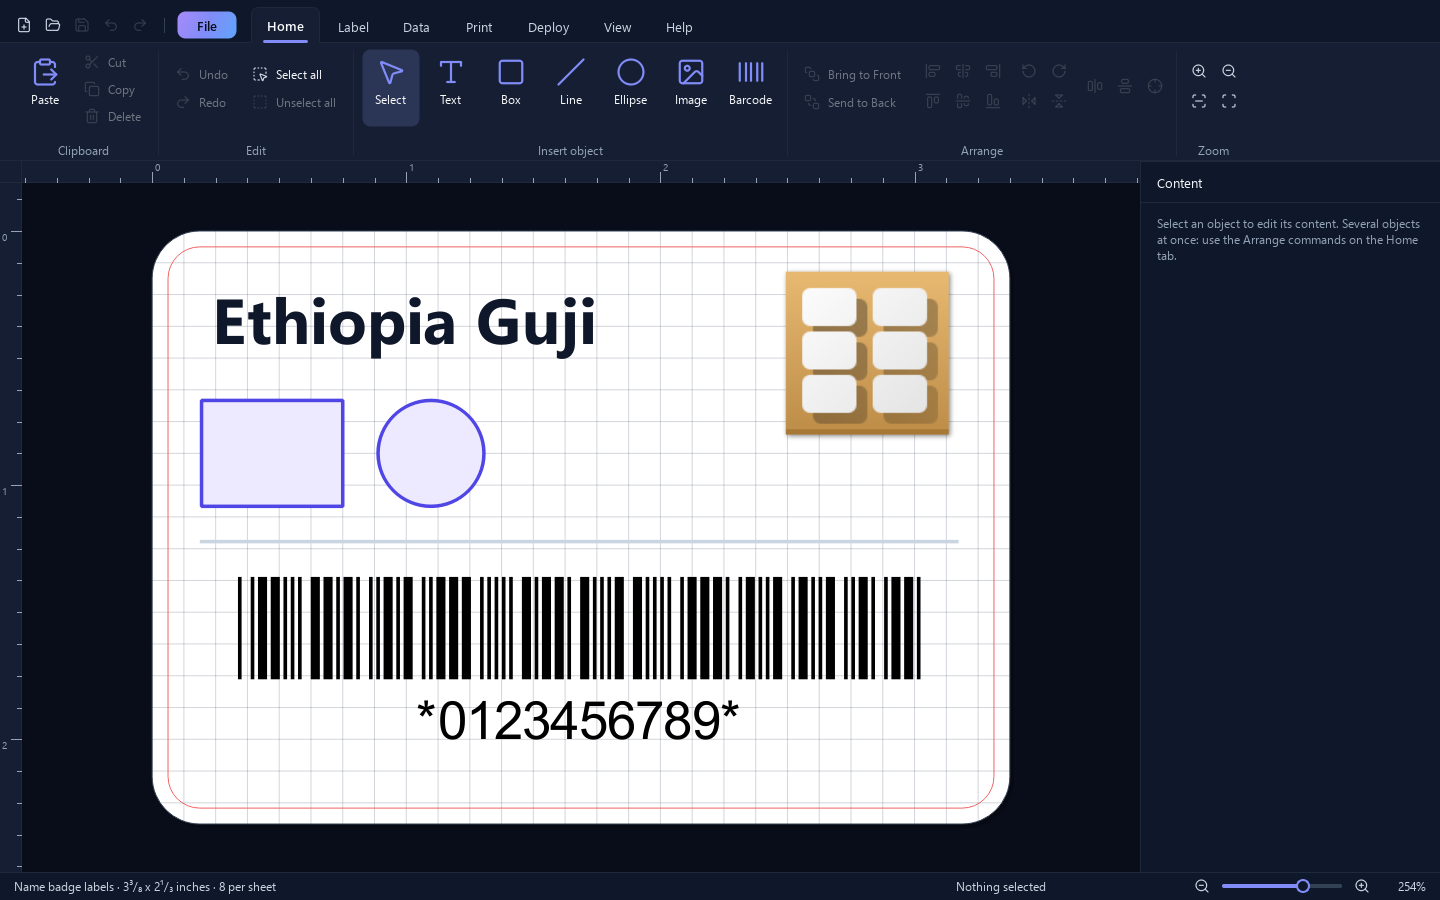 File
Home
Label
Data
Print
Deploy
View
Help
Paste
Cut
Copy
Delete
Clipboard
Undo
Redo
Select all
Unselect all
Edit
Select
Text
Box
Line
Ellipse
Image
Barcode
Insert object
Bring to Front
Send to Back
Arrange
Zoom
0
1
2
3
0
1
2
Ethiopia Guji
*0123456789*
Content
Select an object to edit its content. Several objects
at once: use the Arrange commands on the Home
tab.
Name badge labels · 3³/₈ x 2¹/₃ inches · 8 per sheet
Nothing selected
254%